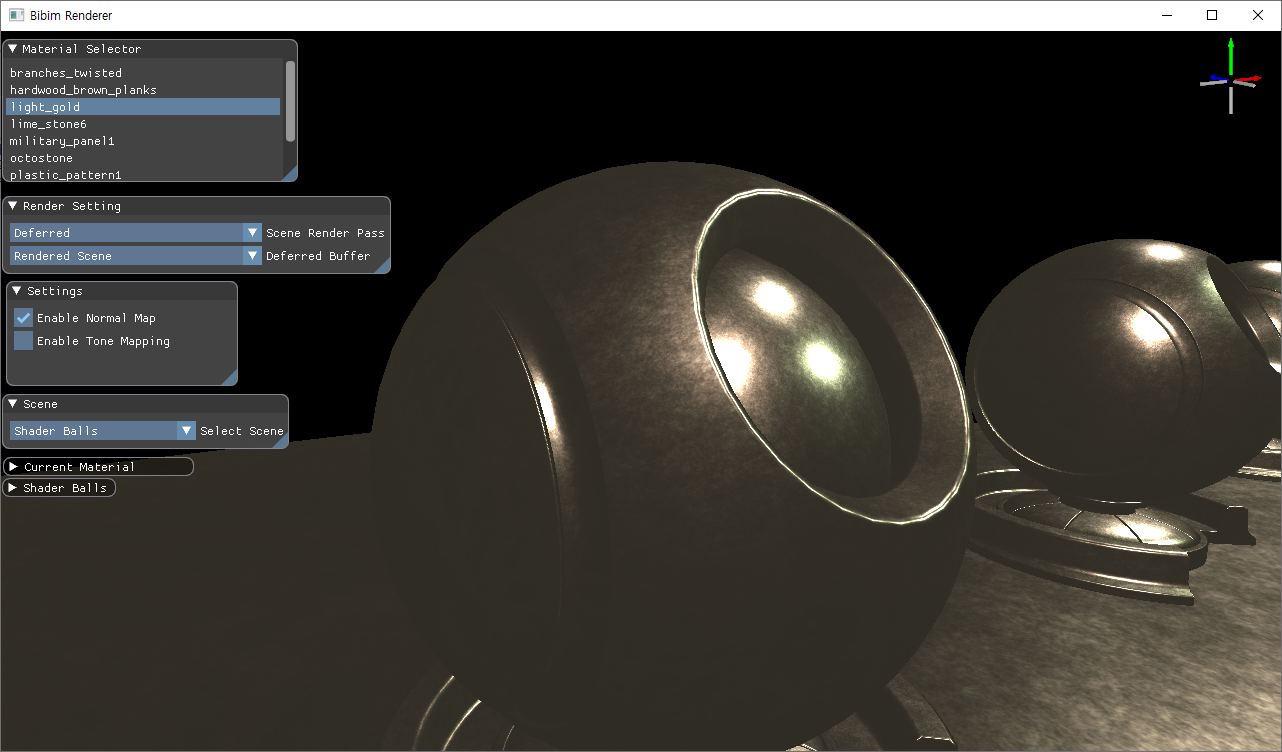 Bibim Renderer
Material Selector
branches_twisted
hardwood_brown_planks
light_gold
lime_stone6
military_panel1
octostone
plastic_pattern1
Render Setting
Deferred Scene Render Pass
Rendered Scene Deferred Buffer
Settings
Enable Normal Map
Enable Tone Mapping
Scene
Shader Balls Select Scene
Current Material
Shader Balls